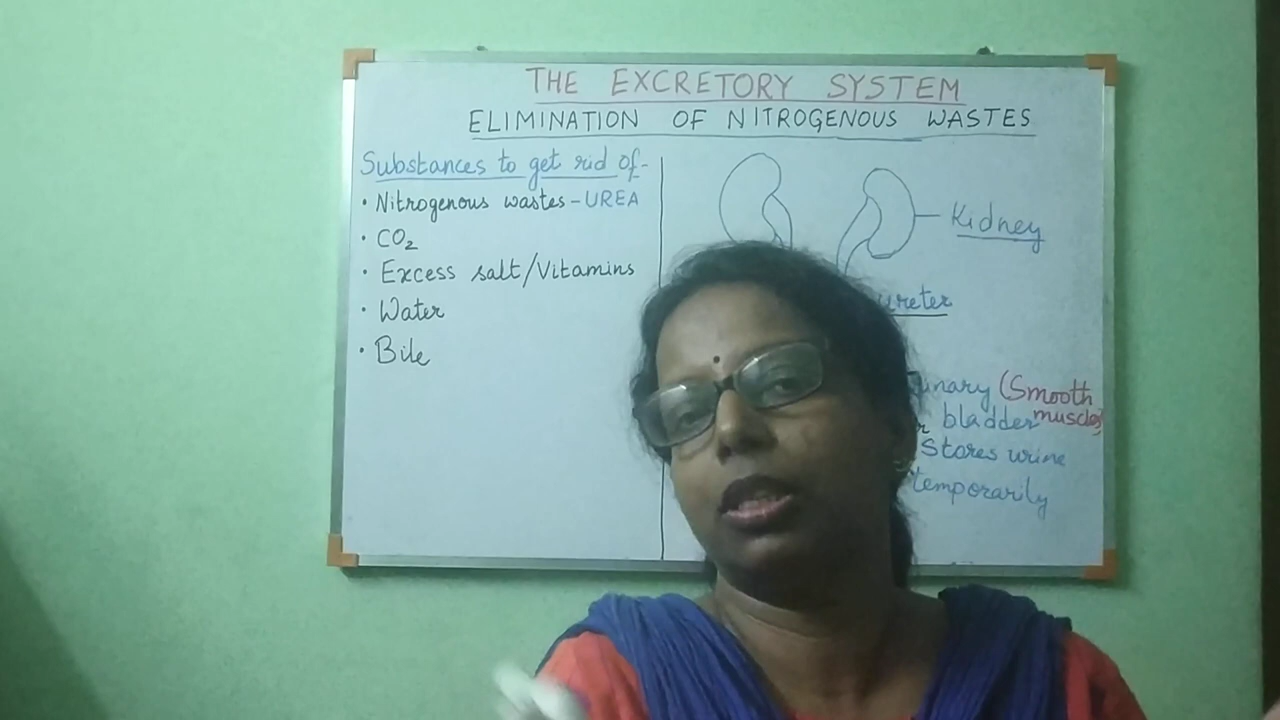 THE EXCRETORY SYSTEM
ELIMINATION OF NITROGENOUS WASTES
Substances to get rid of-
• Nitrogenous wastes - UREA
• CO₂
• Excess salt/Vitamins
• Water
• Bile
Kidney
ureter
(Smooth
bladder muscles)
Stores urine
temporarily